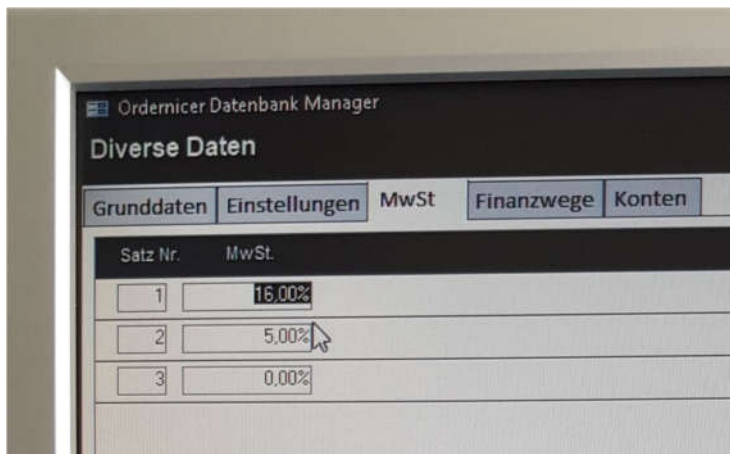 Ordernicer Datenbank Manager
Diverse Daten
Grunddaten Einstellungen MwSt Finanzwege Konten
Satz Nr. MwSt.
1 16,00%
2 5,00%
3 0,00%